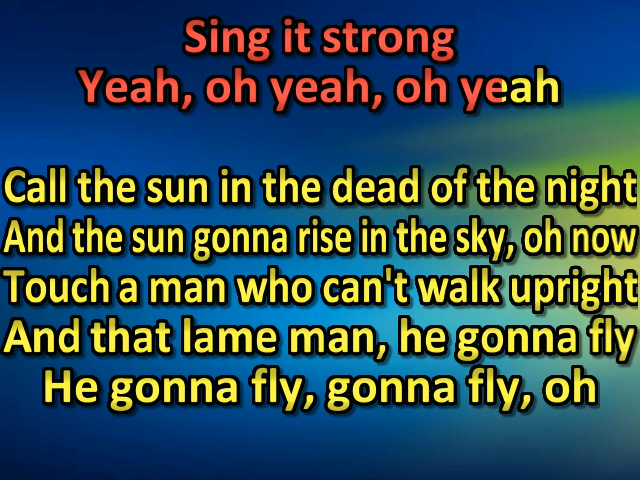 Sing it strong
Yeah, oh yeah, oh yeah
Call the sun in the dead of the night
And the sun gonna rise in the sky, oh now
Touch a man who can't walk upright
And that lame man, he gonna fly
He gonna fly, gonna fly, oh